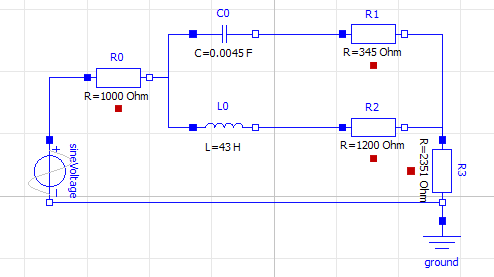 C0
R1
C=0.0045 F
R=345 Ohm
R0
R=1000 Ohm
L0
R2
L=43 H
R=1200 Ohm
+
sineVoltage
−
R=2351 Ohm
R3
ground